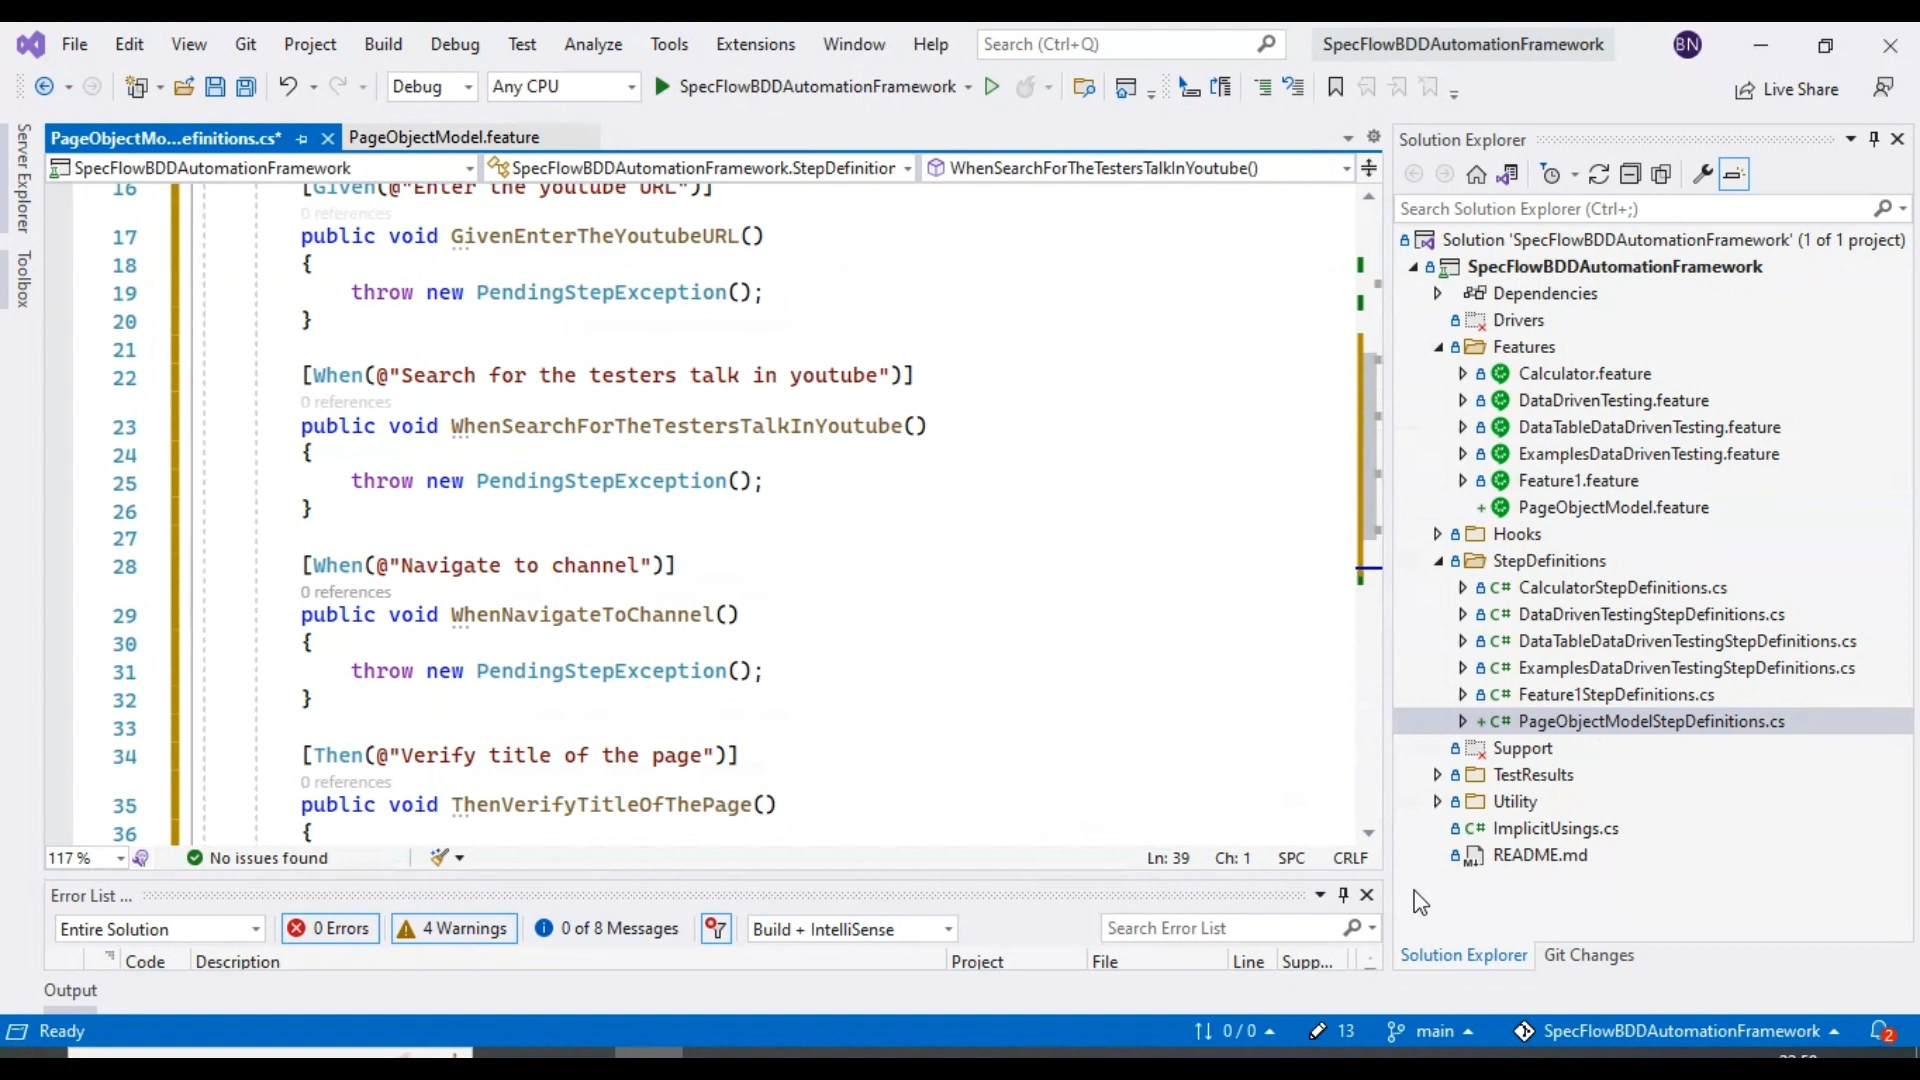 File Edit View Git Project Build Debug Test Analyze Tools Extensions Window Help Search (Ctrl+Q) SpecFlowBDDAutomationFramework BN
Debug Any CPU SpecFlowBDDAutomationFramework Live Share
Server Explorer
Toolbox
PageObjectMo...efinitions.cs* PageObjectModel.feature
SpecFlowBDDAutomationFramework SpecFlowBDDAutomationFramework.StepDefinition WhenSearchForTheTestersTalkInYoutube()
16 [Given(@"Enter the youtube URL")]
0 references
17 public void GivenEnterTheYoutubeURL()
18 {
19 throw new PendingStepException();
20 }
21
22 [When(@"Search for the testers talk in youtube")]
0 references
23 public void WhenSearchForTheTestersTalkInYoutube()
24 {
25 throw new PendingStepException();
26 }
27
28 [When(@"Navigate to channel")]
0 references
29 public void WhenNavigateToChannel()
30 {
31 throw new PendingStepException();
32 }
33
34 [Then(@"Verify title of the page")]
0 references
35 public void ThenVerifyTitleOfThePage()
36 {
117 % No issues found Ln: 39 Ch: 1 SPC CRLF
Error List ...
Entire Solution 0 Errors 4 Warnings 0 of 8 Messages Build + IntelliSense Search Error List
Code Description Project File Line Supp...
Output
Solution Explorer
Search Solution Explorer (Ctrl+;)
Solution 'SpecFlowBDDAutomationFramework' (1 of 1 project)
SpecFlowBDDAutomationFramework
Dependencies
Drivers
Features
Calculator.feature
DataDrivenTesting.feature
DataTableDataDrivenTesting.feature
ExamplesDataDrivenTesting.feature
Feature1.feature
PageObjectModel.feature
Hooks
StepDefinitions
C# CalculatorStepDefinitions.cs
C# DataDrivenTestingStepDefinitions.cs
C# DataTableDataDrivenTestingStepDefinitions.cs
C# ExamplesDataDrivenTestingStepDefinitions.cs
C# Feature1StepDefinitions.cs
C# PageObjectModelStepDefinitions.cs
Support
TestResults
Utility
C# ImplicitUsings.cs
README.md
Solution Explorer Git Changes
Ready 0 / 0 13 main SpecFlowBDDAutomationFramework 2